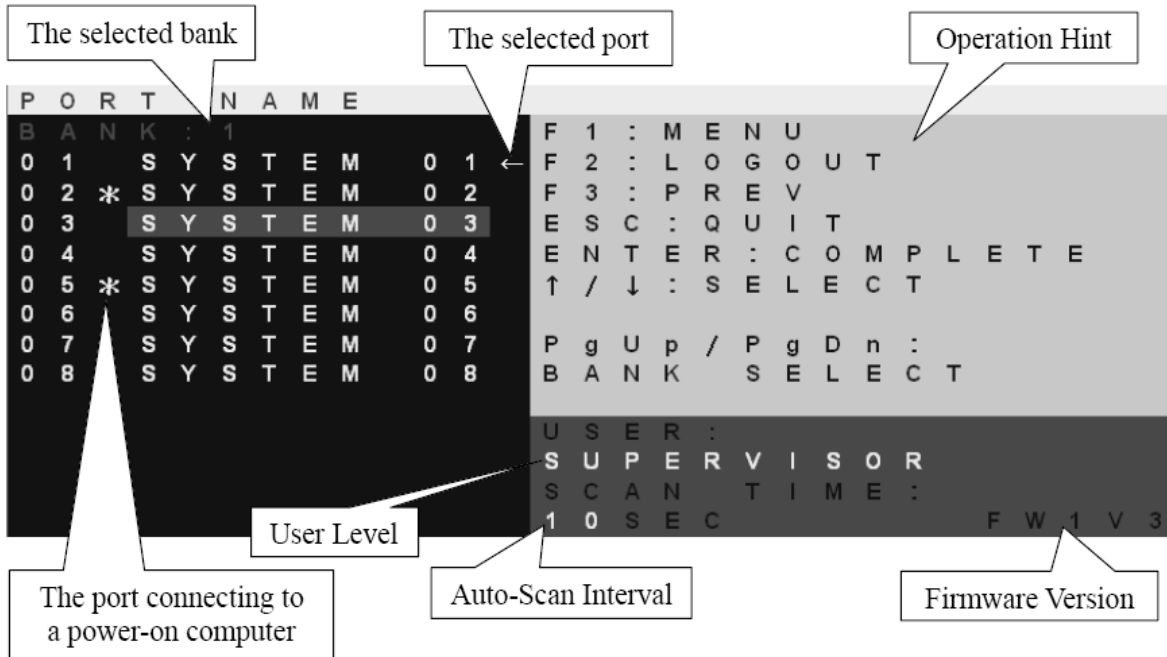 The selected bank
The selected port
Operation Hint
PORT NAME
BANK:1
01 SYSTEM 01 ←
02 * SYSTEM 02
03 SYSTEM 03
04 SYSTEM 04
05 * SYSTEM 05
06 SYSTEM 06
07 SYSTEM 07
08 SYSTEM 08
F1:MENU
F2:LOGOUT
F3:PREV
ESC:QUIT
ENTER:COMPLETE
↑/↓:SELECT
PgUp/PgDn:
BANK SELECT
USER:
SUPERVISOR
SCAN TIME:
10SEC FW1V3
User Level
The port connecting to
a power-on computer
Auto-Scan Interval
Firmware Version